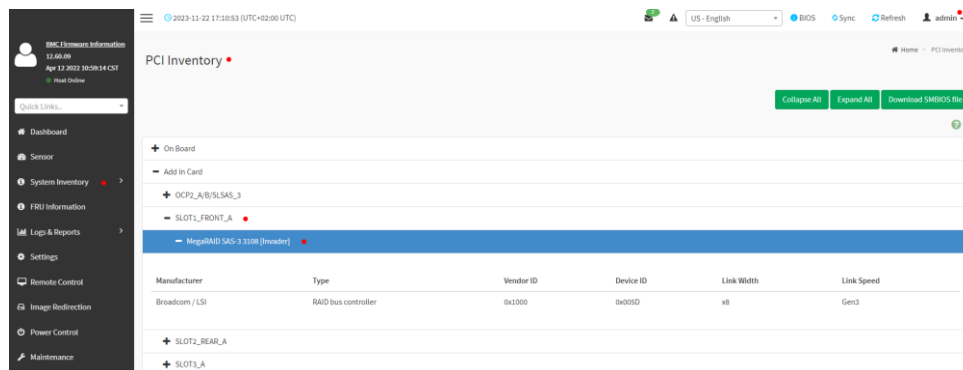 2023-11-22 17:10:53 (UTC+02:00 UTC)
US - English
BIOS
Sync
Refresh
admin
BMC Firmware Information
12.60.09
Apr 12 2022 10:59:14 CST
Host Online
PCI Inventory
Home
Quick Links...
Collapse All
Expand All
Download SMBIOS file
Dashboard
Sensor
System Inventory
FRU Information
Logs & Reports
Settings
Remote Control
Image Redirection
Power Control
Maintenance
On Board
Add In Card
OCP2_A/B/SLSAS_3
SLOT1_FRONT_A
MegaRAID SAS-3 3108 [Invader]
Manufacturer Type Vendor ID Device ID Link Width Link Speed
Broadcom / LSI RAID bus controller 0x1000 0x005D x8 Gen3
SLOT2_REAR_A
SLOT3_A